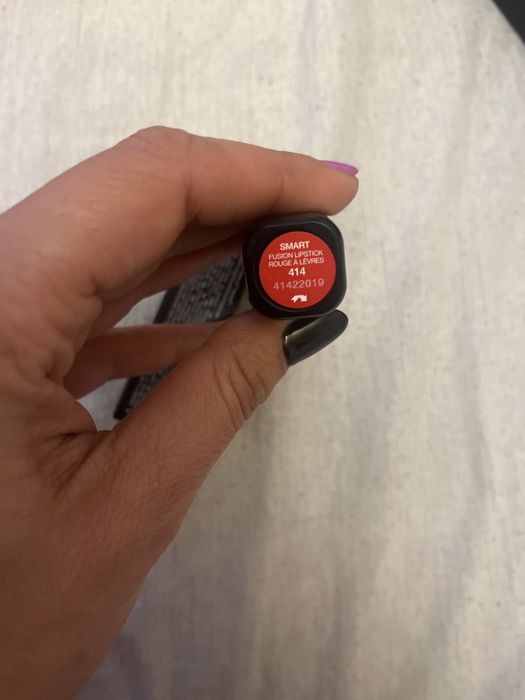 SMART
FUSION LIPSTICK
ROUGE À LÈVRES
414
41422019